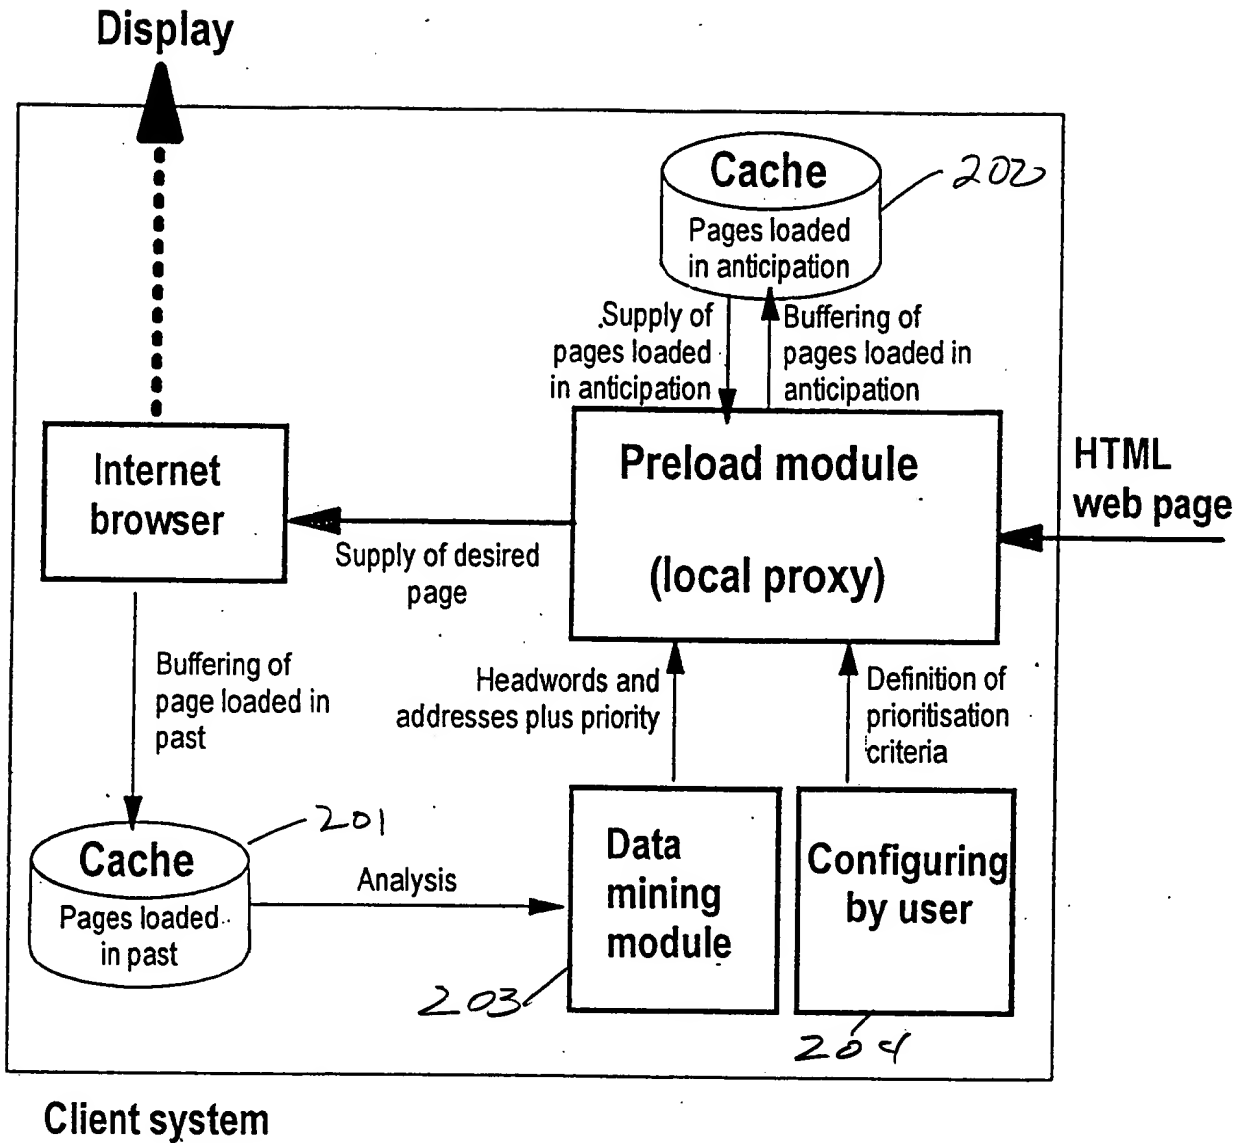 Display
Cache
202
Pages loaded
in anticipation
Supply of
pages loaded
in anticipation
Buffering of
pages loaded in
anticipation
Internet
browser
Preload module
(local proxy)
HTML
web page
Supply of desired
page
Buffering of
page loaded in
past
Headwords and
addresses plus priority
Definition of
prioritisation
criteria
201
Cache
Pages loaded
in past
Analysis
Data
mining
module
Configuring
by user
203
204
Client system